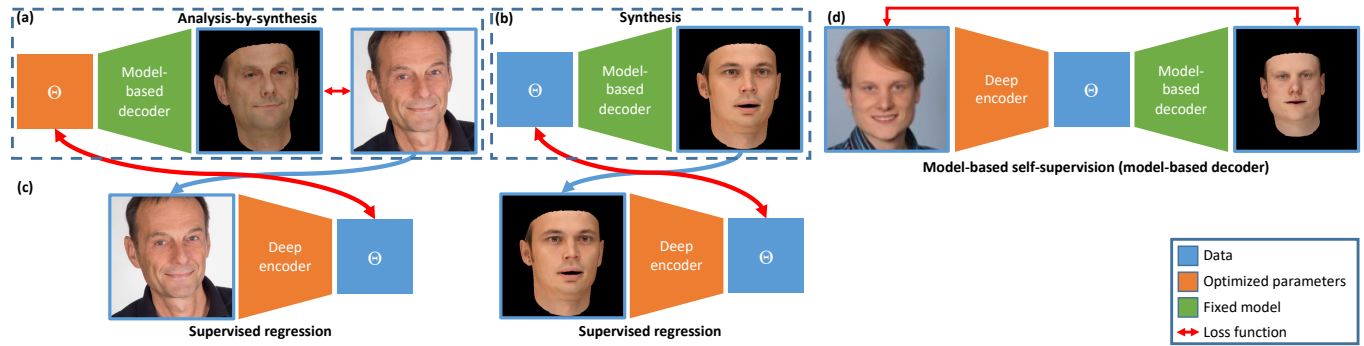 (a)
Analysis-by-synthesis
Θ
Model-
based
decoder
(b)
Synthesis
Θ
Model-
based
decoder
(d)
Deep
encoder
Θ
Model-
based
decoder
Model-based self-supervision (model-based decoder)
(c)
Deep
encoder
Θ
Supervised regression
Deep
encoder
Θ
Supervised regression
Data
Optimized parameters
Fixed model
Loss function